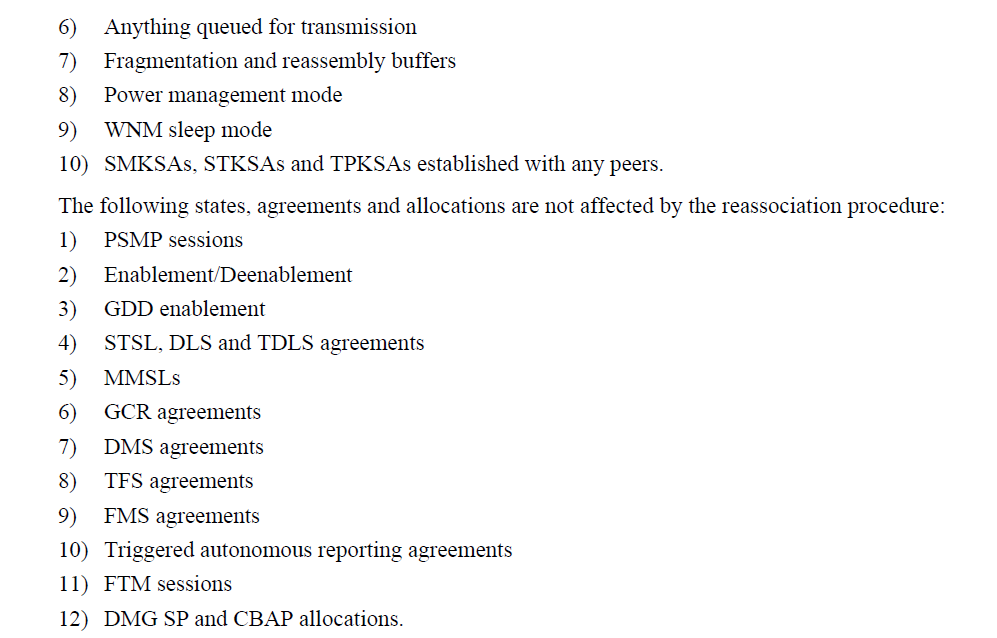 6) Anything queued for transmission
7) Fragmentation and reassembly buffers
8) Power management mode
9) WNM sleep mode
10) SMKSAs, STKSAs and TPKSAs established with any peers.
The following states, agreements and allocations are not affected by the reassociation procedure:
1) PSMP sessions
2) Enablement/Deenablement
3) GDD enablement
4) STSL, DLS and TDLS agreements
5) MMSLs
6) GCR agreements
7) DMS agreements
8) TFS agreements
9) FMS agreements
10) Triggered autonomous reporting agreements
11) FTM sessions
12) DMG SP and CBAP allocations.